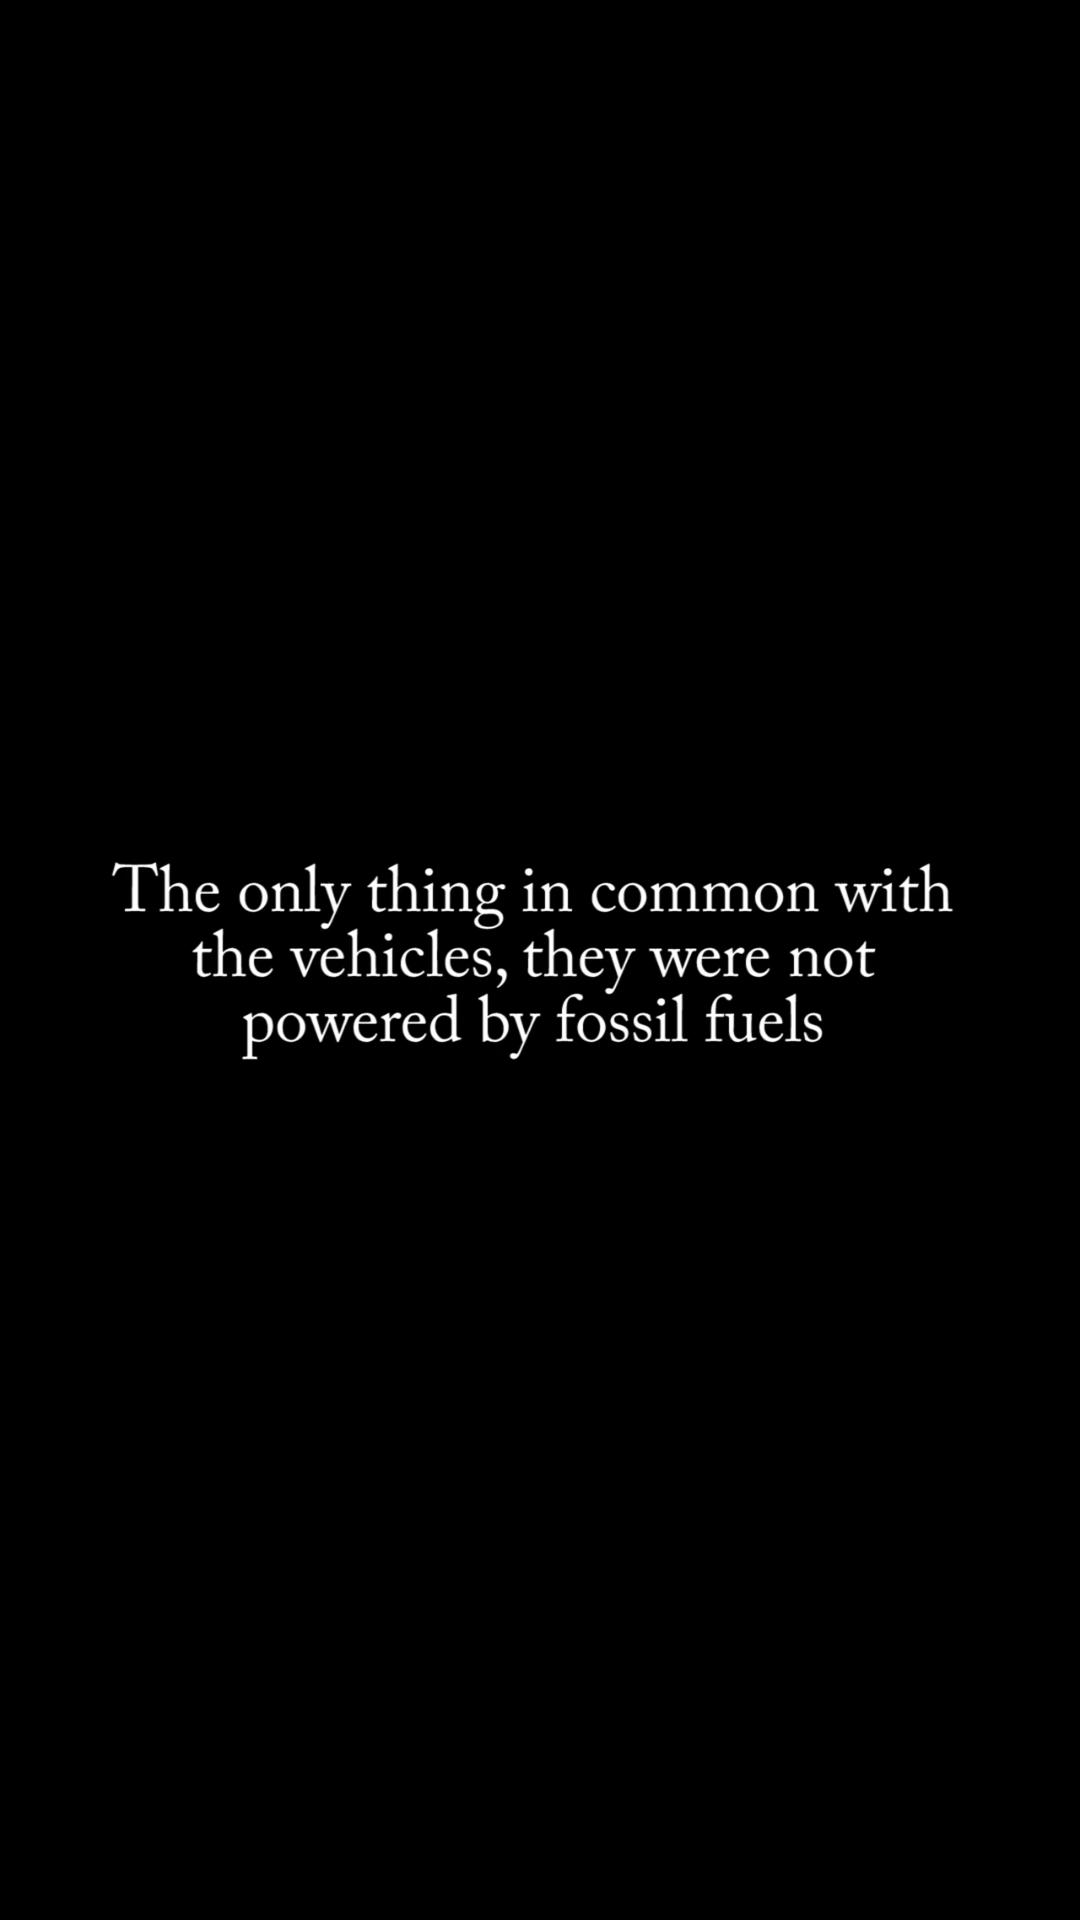 The only thing in common with
the vehicles, they were not
powered by fossil fuels